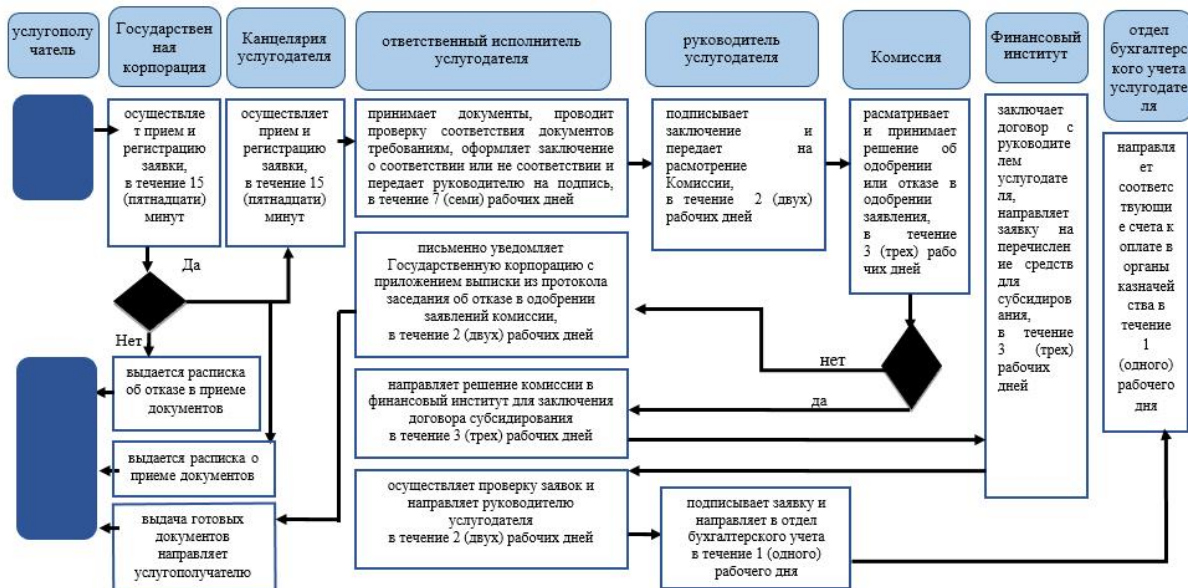 услугополу
чатель
Государствен
ная
корпорация
Канцелярия
услугодателя
ответственный исполнитель
услугодателя
руководитель
услугодателя
Комиссия
Финансовый
институт
отдел
бухгалтерс
кого учета
услугодате
ля
осуществляе
т прием и
регистрацию
заявки,
в течение 15
(пятнадцати)
минут
осуществляет
прием и
регистрацию
заявки,
в течение 15
(пятнадцати)
минут
принимает документы, проводит
проверку соответствия документов
требованиям, оформляет заключение
о соответствии или не соответствии и
передает руководителю на подпись,
в течение 7 (семи) рабочих дней
подписывает
заключение и
передает на
расмотрение
Комиссии,
в течение 2 (двух)
рабочих дней
расматривает
и принимает
решение об
одобрении
или отказе в
одобрении
заявления,
в течение
3 (трех) рабо
чих дней
заключает
договор с
руководите
лем
услугодате
ля,
направляет
заявку на
перечислен
ие средств
для
субсидиров
ания,
в течение
3 (трех)
рабочих
дней
направля
ет
соответс
твующи
е счета к
оплате в
органы
казначей
ства в
течение
1
(одного)
рабочего
дня
Да
Нет
письменно уведомляет
Государственную корпорацию с
приложением выписки из протокола
заседания об отказе в одобрении
заявлений комиссии,
в течение 2 (двух) рабочих дней
нет
да
выдается расписка
об отказе в приеме
документов
направляет решение комиссии в
финансовый институт для заключения
договора субсидирования
в течение 3 (трех) рабочих дней
выдается расписка о
приеме документов
осуществляет проверку заявок и
направляет руководителю
услугодателя
в течение 2 (двух) рабочих дней
подписывает заявку и
направляет в отдел
бухгалтерского учета
в течение 1 (одного)
рабочего дня
выдача готовых
документов
направляет
услугополучателю